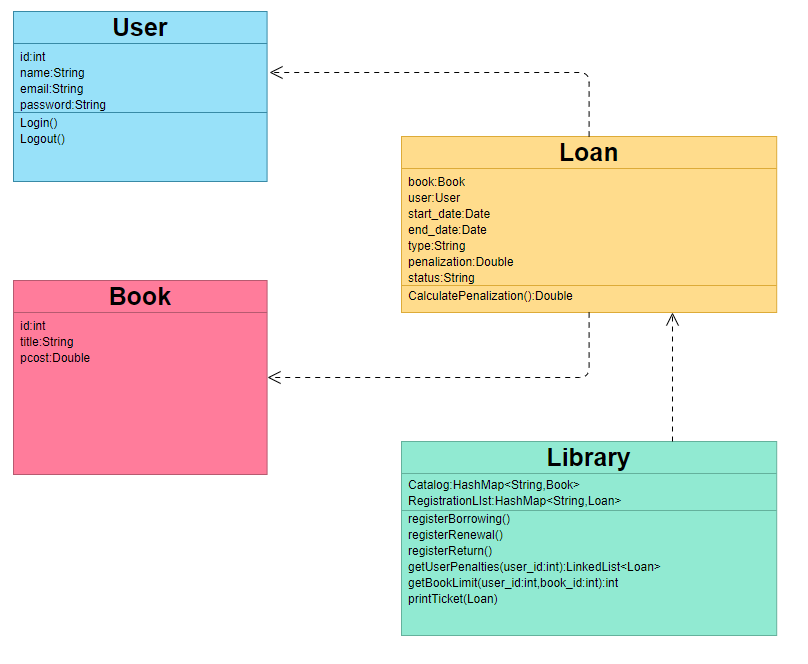 User
id:int
name:String
email:String
password:String
Login()
Logout()
Loan
book:Book
user:User
start_date:Date
end_date:Date
type:String
penalization:Double
status:String
CalculatePenalization():Double
Book
id:int
title:String
pcost:Double
Library
Catalog:HashMap<String,Book>
RegistrationLIst:HashMap<String,Loan>
registerBorrowing()
registerRenewal()
registerReturn()
getUserPenalties(user_id:int):LinkedList<Loan>
getBookLimit(user_id:int,book_id:int):int
printTicket(Loan)